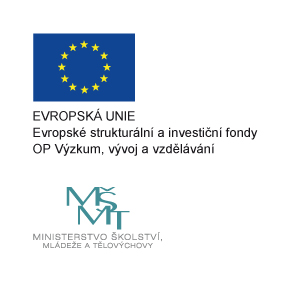 EVROPSKÁ UNIE
Evropské strukturální a investiční fondy
OP Výzkum, vývoj a vzdělávání
MŠMT
MINISTERSTVO ŠKOLSTVÍ,
MLÁDEŽE A TĚLOVÝCHOVY